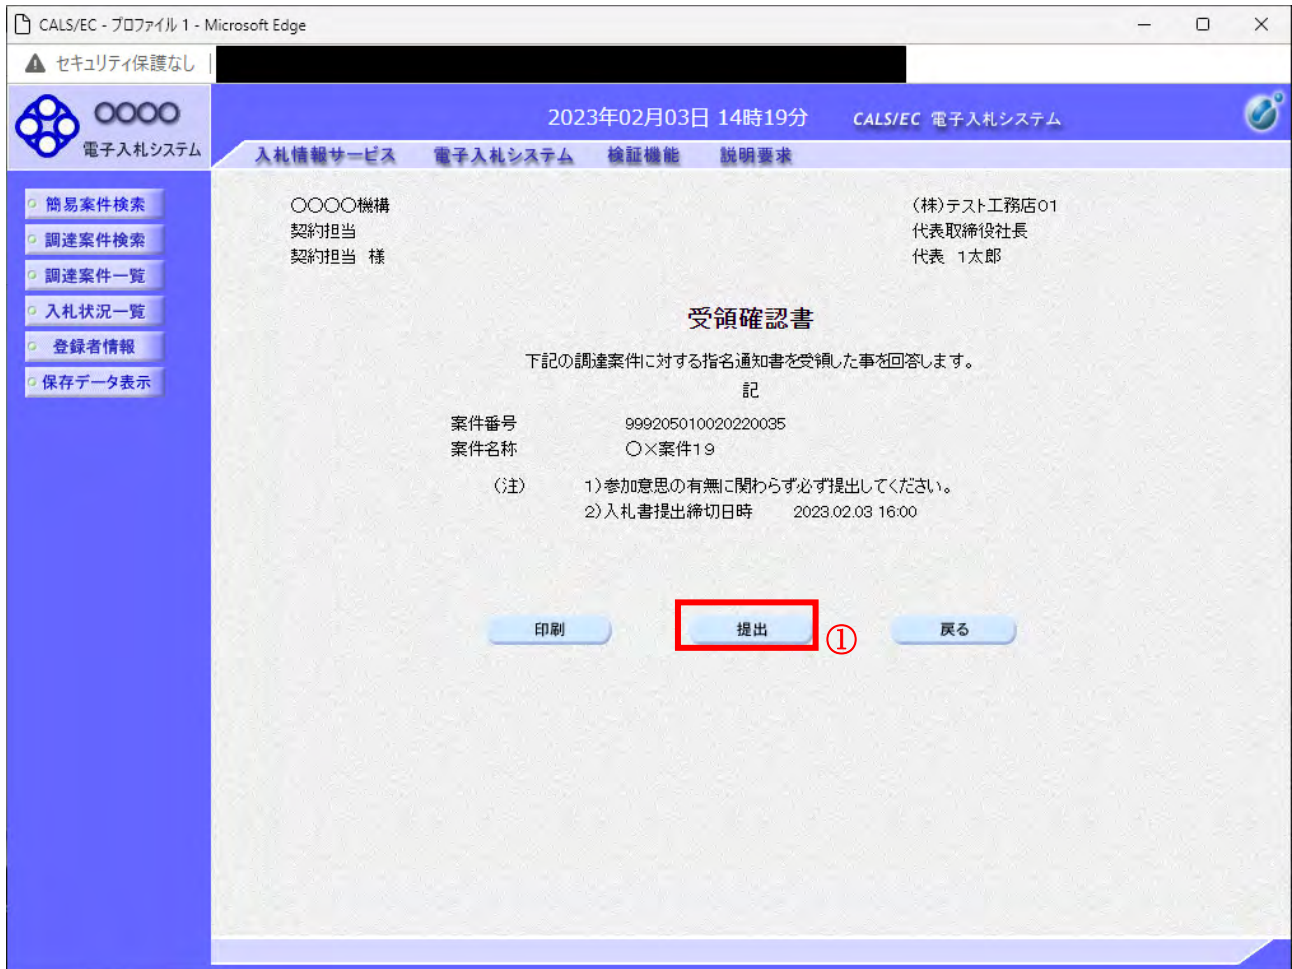 CALS/EC - プロファイル 1 - Microsoft Edge
セキュリティ保護なし
〇〇〇〇
電子入札システム
2023年02月03日 14時19分
CALS/EC 電子入札システム
入札情報サービス 電子入札システム 検証機能 説明要求
簡易案件検索
調達案件検索
調達案件一覧
入札状況一覧
登録者情報
保存データ表示
〇〇〇〇機構
契約担当
契約担当 様
(株)テスト工務店01
代表取締役社長
代表 1太郎
受領確認書
下記の調達案件に対する指名通知書を受領した事を回答します。
記
案件番号 999205010020220035
案件名称 〇×案件19
(注) 1)参加意思の有無に関わらず必ず提出してください。
2)入札書提出締切日時 2023.02.03 16:00
印刷 提出 ① 戻る